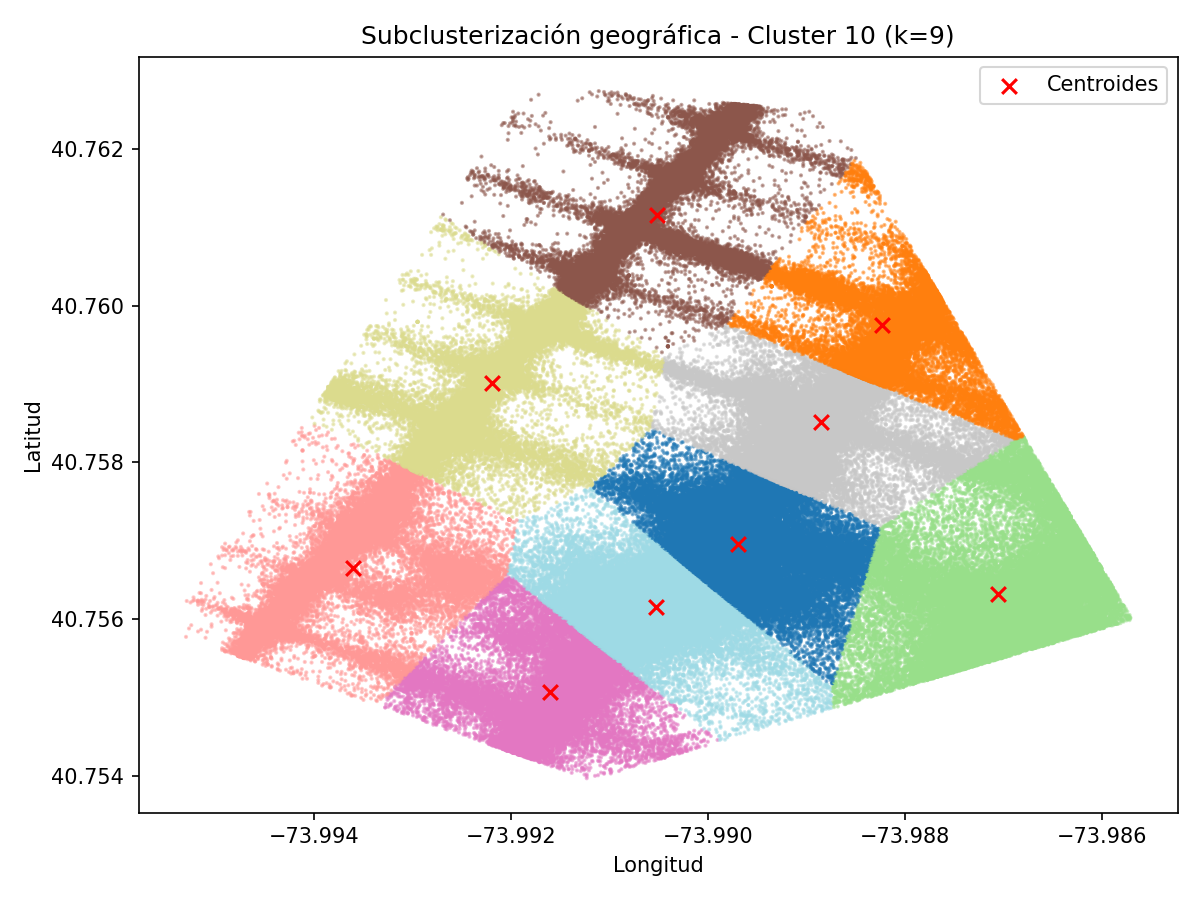 Subclusterización geográfica - Cluster 10 (k=9)
Centroides
40.762
40.760
40.758
40.756
40.754
Latitud
−73.994
−73.992
−73.990
−73.988
−73.986
Longitud